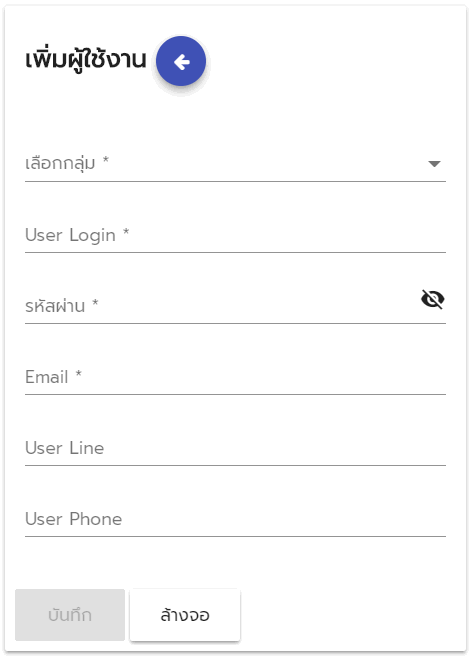 เพิ่มผู้ใช้งาน
เลือกกลุ่ม *
User Login *
รหัสผ่าน *
Email *
User Line
User Phone
บันทึก ล้างจอ